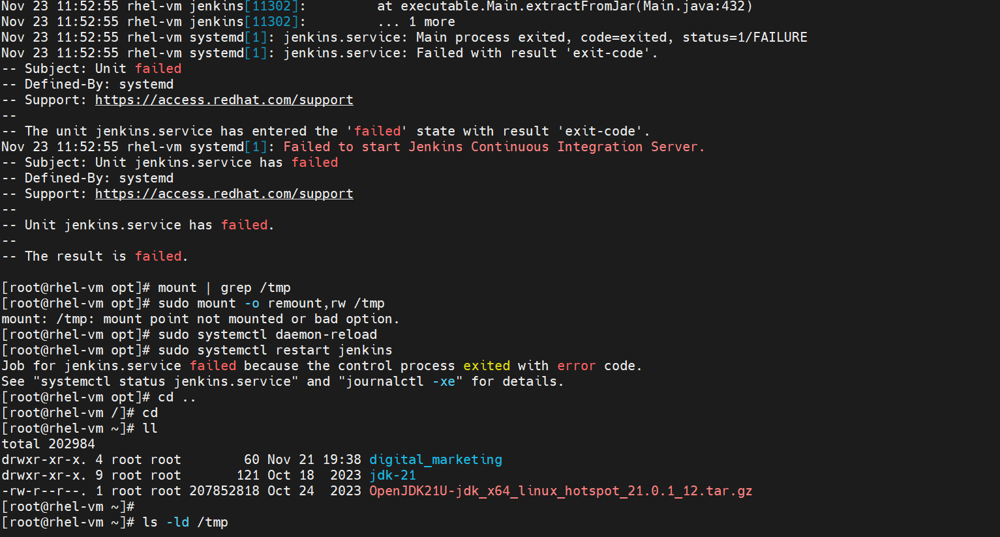 Nov 23 11:52:55 rhel-vm jenkins[11302]:         at executable.Main.extractFromJar(Main.java:432)
Nov 23 11:52:55 rhel-vm jenkins[11302]:         ... 1 more
Nov 23 11:52:55 rhel-vm systemd[1]: jenkins.service: Main process exited, code=exited, status=1/FAILURE
Nov 23 11:52:55 rhel-vm systemd[1]: jenkins.service: Failed with result 'exit-code'.
-- Subject: Unit failed
-- Defined-By: systemd
-- Support: https://access.redhat.com/support
--
-- The unit jenkins.service has entered the 'failed' state with result 'exit-code'.
Nov 23 11:52:55 rhel-vm systemd[1]: Failed to start Jenkins Continuous Integration Server.
-- Subject: Unit jenkins.service has failed
-- Defined-By: systemd
-- Support: https://access.redhat.com/support
--
-- Unit jenkins.service has failed.
--
-- The result is failed.
[root@rhel-vm opt]# mount | grep /tmp
[root@rhel-vm opt]# sudo mount -o remount,rw /tmp
mount: /tmp: mount point not mounted or bad option.
[root@rhel-vm opt]# sudo systemctl daemon-reload
[root@rhel-vm opt]# sudo systemctl restart jenkins
Job for jenkins.service failed because the control process exited with error code.
See "systemctl status jenkins.service" and "journalctl -xe" for details.
[root@rhel-vm opt]# cd ..
[root@rhel-vm /]# cd
[root@rhel-vm ~]# ll
total 202984
drwxr-xr-x. 4 root root        60 Nov 21 19:38 digital_marketing
drwxr-xr-x. 9 root root       121 Oct 18  2023 jdk-21
-rw-r--r--. 1 root root 207852818 Oct 24  2023 OpenJDK21U-jdk_x64_linux_hotspot_21.0.1_12.tar.gz
[root@rhel-vm ~]#
[root@rhel-vm ~]# ls -ld /tmp